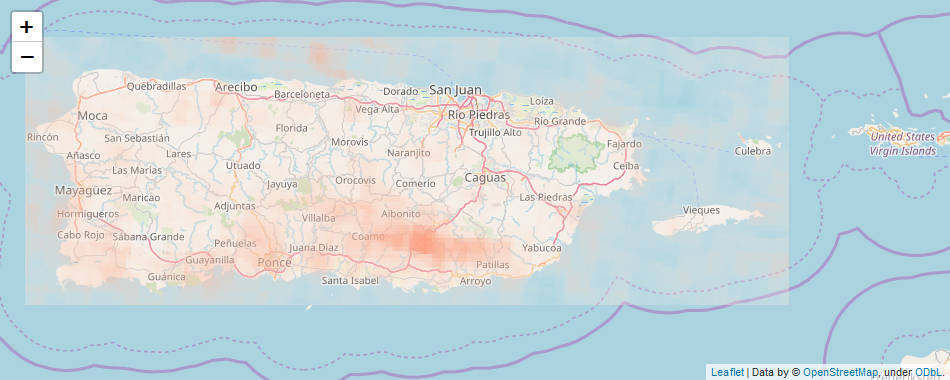 +
−
Quebradillas
Arecibo
Barceloneta
Dorado
San Juan
Loíza
Moca
Vega Alta
Río Piedras
Río Grande
Rincón
San Sebastián
Florida
Morovis
Trujillo Alto
Fajardo
United States
Virgin Islands
Añasco
Lares
Naranjito
Culebra
Las Marías
Utuado
Ceiba
Mayagüez
Jayuya
Orocovis
Comerio
Caguas
Maricao
Adjuntas
Las Piedras
Hormigueros
Villalba
Aibonito
Vieques
Cabo Rojo
Sábana Grande
Peñuelas
Juana Díaz
Coamo
Yabucoa
Guayanilla
Ponce
Patillas
Guánica
Santa Isabel
Arroyo
Leaflet | Data by © OpenStreetMap, under ODbL.